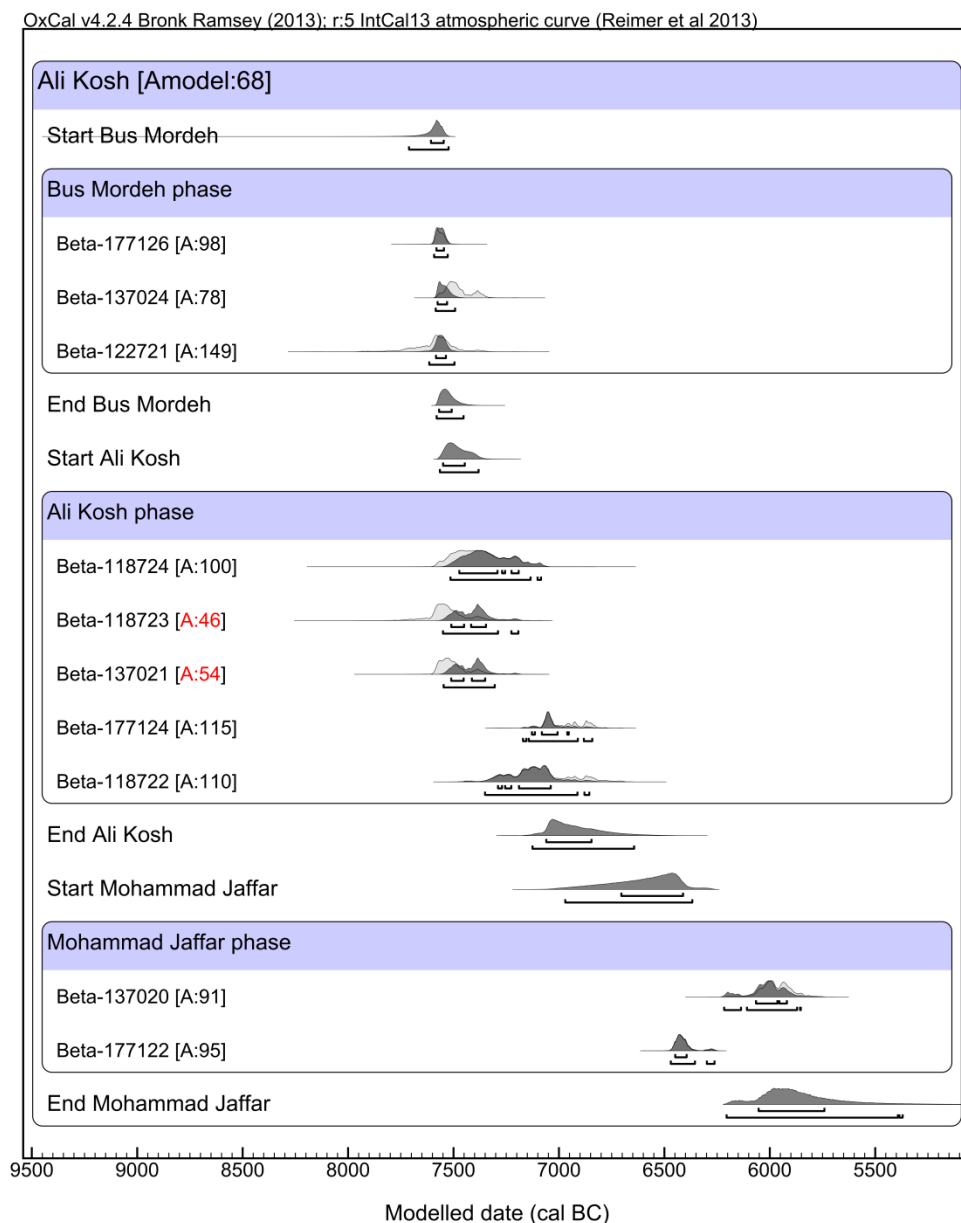 OxCal v4.2.4 Bronk Ramsey (2013); r:5 IntCal13 atmospheric curve (Reimer et al 2013)
Ali Kosh [Amodel:68]
Start Bus Mordeh
Bus Mordeh phase
Beta-177126 [A:98]
Beta-137024 [A:78]
Beta-122721 [A:149]
End Bus Mordeh
Start Ali Kosh
Ali Kosh phase
Beta-118724 [A:100]
Beta-118723 [A:46]
Beta-137021 [A:54]
Beta-177124 [A:115]
Beta-118722 [A:110]
End Ali Kosh
Start Mohammad Jaffar
Mohammad Jaffar phase
Beta-137020 [A:91]
Beta-177122 [A:95]
End Mohammad Jaffar
9500 9000 8500 8000 7500 7000 6500 6000 5500
Modelled date (cal BC)